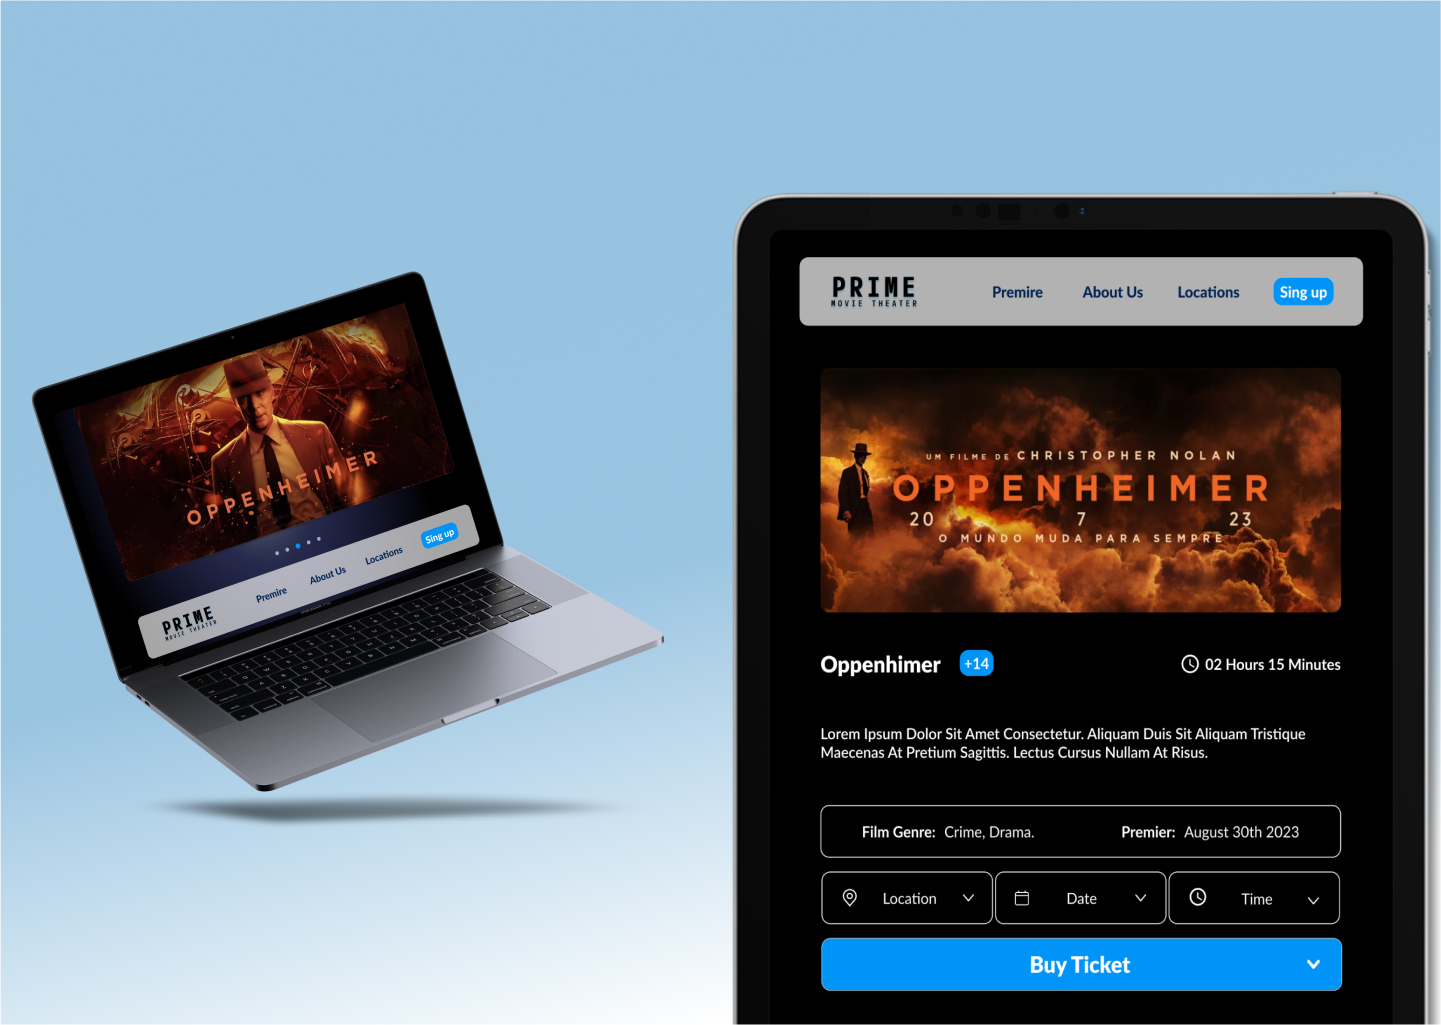 OPPENHEIMER
PRIME
MOVIE THEATER
Premire
About Us
Locations
Sing up
PRIME
MOVIE THEATER
Premire
About Us
Locations
Sing up
UM FILME DE CHRISTOPHER NOLAN
OPPENHEIMER
20 7 23
O MUNDO MUDA PARA SEMPRE
Oppenhimer +14
02 Hours 15 Minutes
Lorem Ipsum Dolor Sit Amet Consectetur. Aliquam Duis Sit Aliquam Tristique
Maecenas At Pretium Sagittis. Lectus Cursus Nullam At Risus.
Film Genre: Crime, Drama.
Premier: August 30th 2023
Location
Date
Time
Buy Ticket